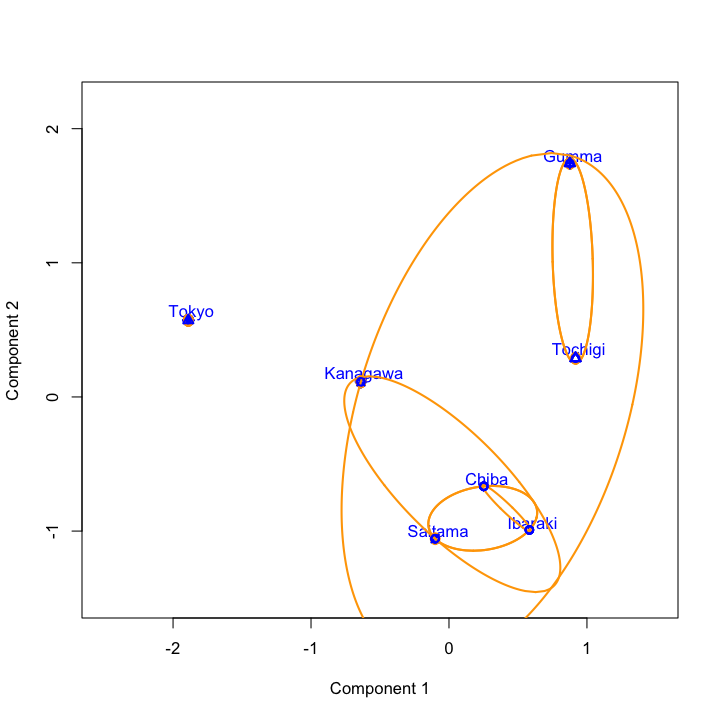 2
1
0
-1
Component 2
Gumma
Tokyo
Tochigi
Kanagawa
Chiba
Ibaraki
Saitama
-2
-1
0
1
Component 1